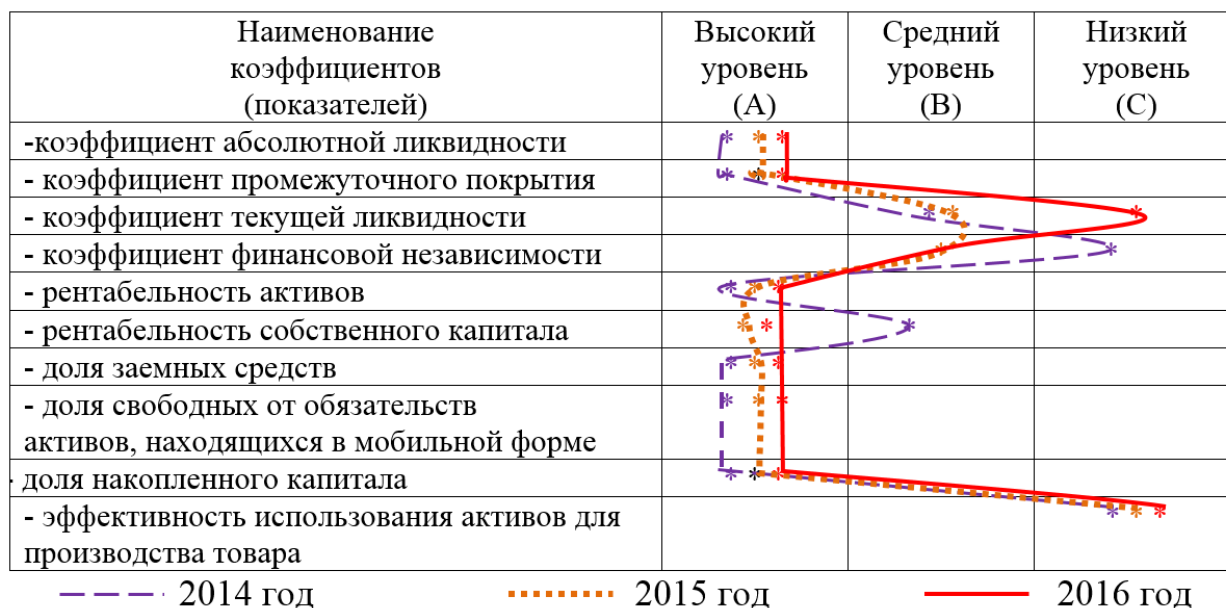 Наименование
коэффициентов
(показателей)
Высокий
уровень
(А)
Средний
уровень
(В)
Низкий
уровень
(С)
-коэффициент абсолютной ликвидности
* * *
- коэффициент промежуточного покрытия
* * *
- коэффициент текущей ликвидности
* * *
- коэффициент финансовой независимости
* *
- рентабельность активов
* * *
- рентабельность собственного капитала
* * *
- доля заемных средств
* * *
- доля свободных от обязательств
активов, находящихся в мобильной форме
* * *
- доля накопленного капитала
* * *
- эффективность использования активов для
производства товара
* * *
2014 год
2015 год
2016 год